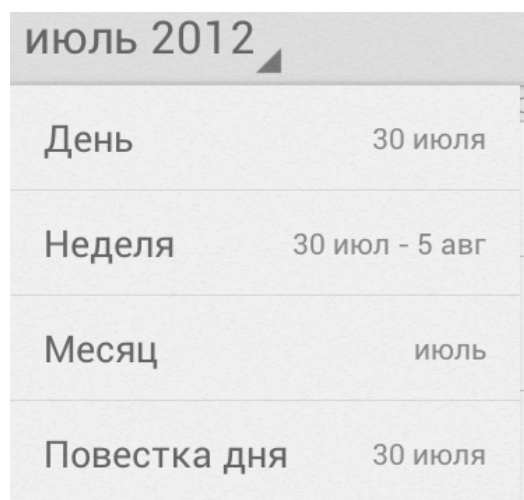 июль 2012
День 30 июля
Неделя 30 июл - 5 авг
Месяц июль
Повестка дня 30 июля